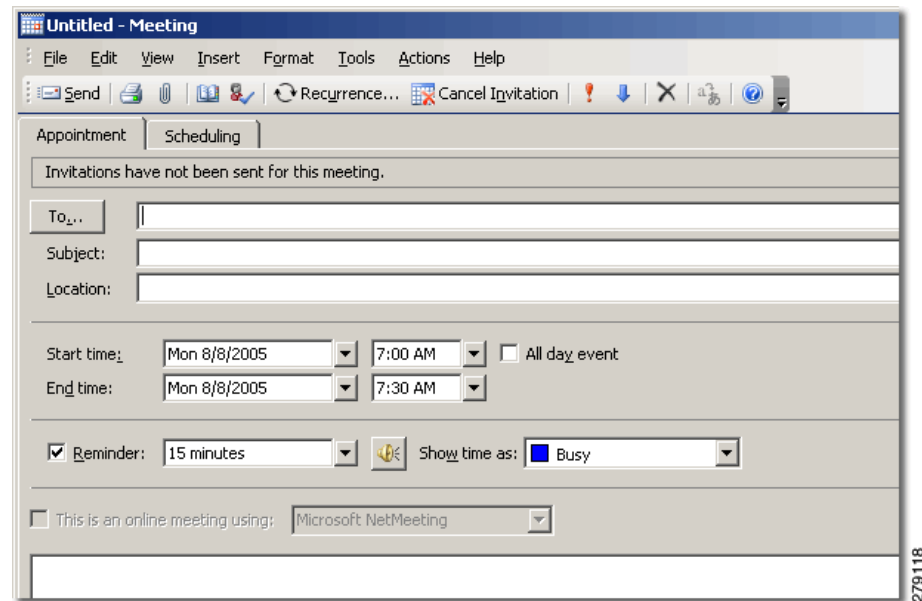 Untitled - Meeting
File Edit View Insert Format Tools Actions Help
Send Recurrence... Cancel Invitation
Appointment Scheduling
Invitations have not been sent for this meeting.
To...
Subject:
Location:
Start time: Mon 8/8/2005 7:00 AM All day event
End time: Mon 8/8/2005 7:30 AM
Reminder: 15 minutes Show time as: Busy
This is an online meeting using: Microsoft NetMeeting
279118